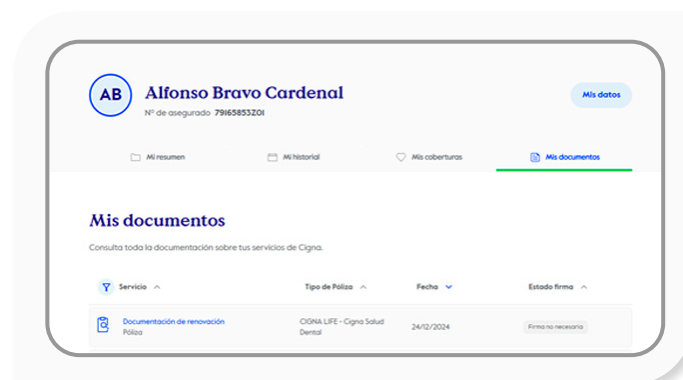 AB
Alfonso Bravo Cardenal
Nº de asegurado 79165853Z01
Mis datos
Mi resumen
Mi historial
Mis coberturas
Mis documentos
Mis documentos
Consulta toda la documentación sobre tus servicios de Cigna.
Servicio
Tipo de Póliza
Fecha
Estado firma
Documentación de renovación
Póliza
CIGNA LIFE - Cigna Salud
Dental
24/12/2024
Firma no necesaria